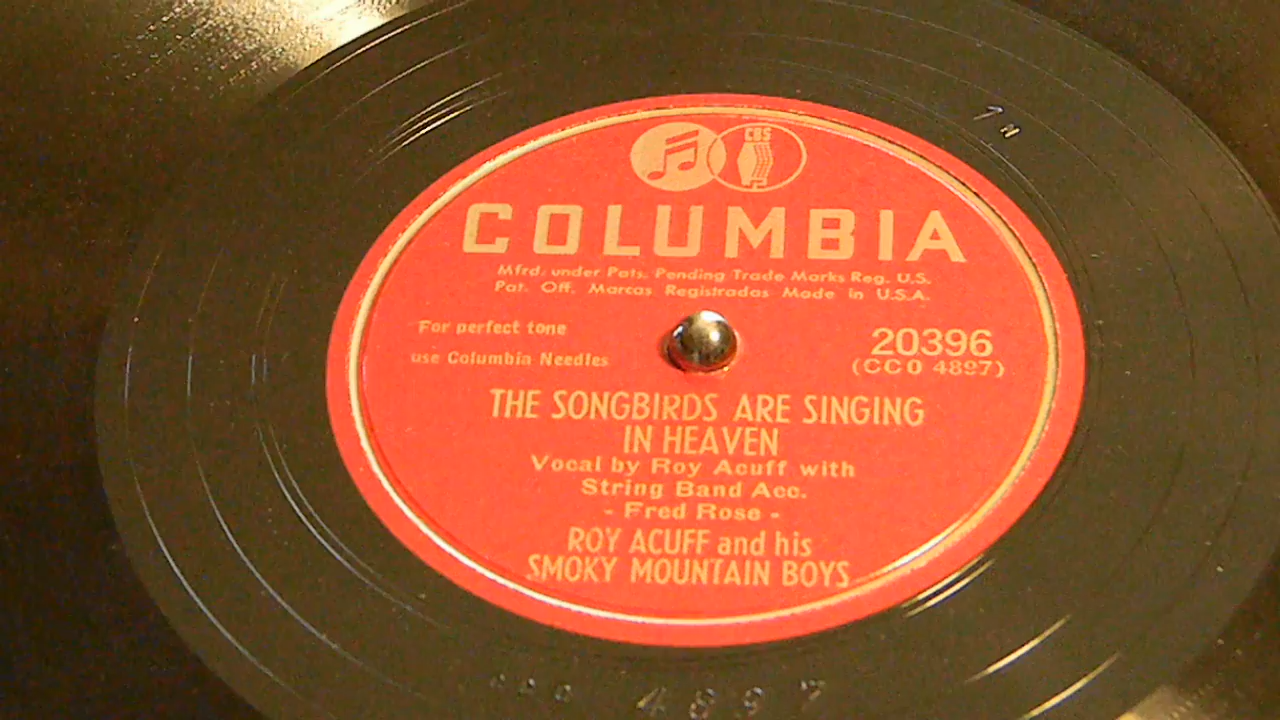 7 H
CBS
COLUMBIA
Mfrd. under Pats. Pending Trade Marks Reg. U.S.
Pat. Off. Marcas Registradas Made in U.S.A.
For perfect tone
use Columbia Needles
20396
(CCO 4897)
THE SONGBIRDS ARE SINGING
IN HEAVEN
Vocal by Roy Acuff with
String Band Acc.
- Fred Rose -
ROY ACUFF and his
SMOKY MOUNTAIN BOYS
CCO 4897